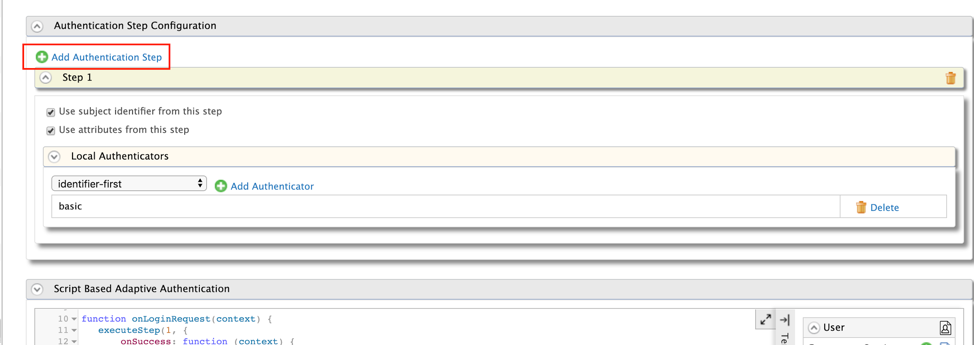 Authentication Step Configuration
Add Authentication Step
Step 1
Use subject identifier from this step
Use attributes from this step
Local Authenticators
identifier-first Add Authenticator
basic Delete
Script Based Adaptive Authentication
10 function onLoginRequest(context) {
11 executeStep(1, {
12 onSuccess: function (context) {
Te
User